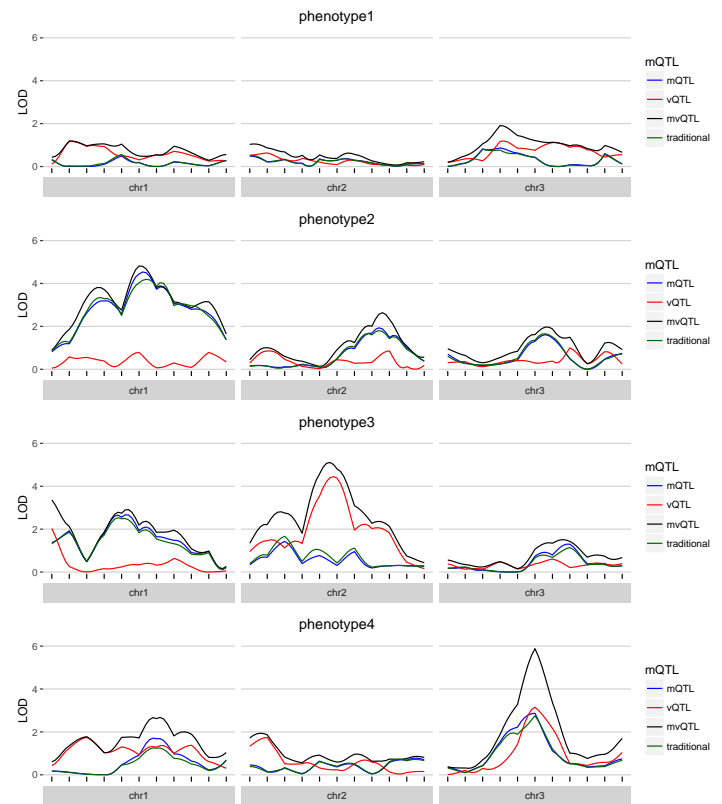 phenotype1
LOD
6
4
2
0
chr1
chr2
chr3
mQTL
mQTL
vQTL
mvQTL
traditional
phenotype2
LOD
6
4
2
0
chr1
chr2
chr3
mQTL
mQTL
vQTL
mvQTL
traditional
phenotype3
LOD
6
4
2
0
chr1
chr2
chr3
mQTL
mQTL
vQTL
mvQTL
traditional
phenotype4
LOD
6
4
2
0
chr1
chr2
chr3
mQTL
mQTL
vQTL
mvQTL
traditional